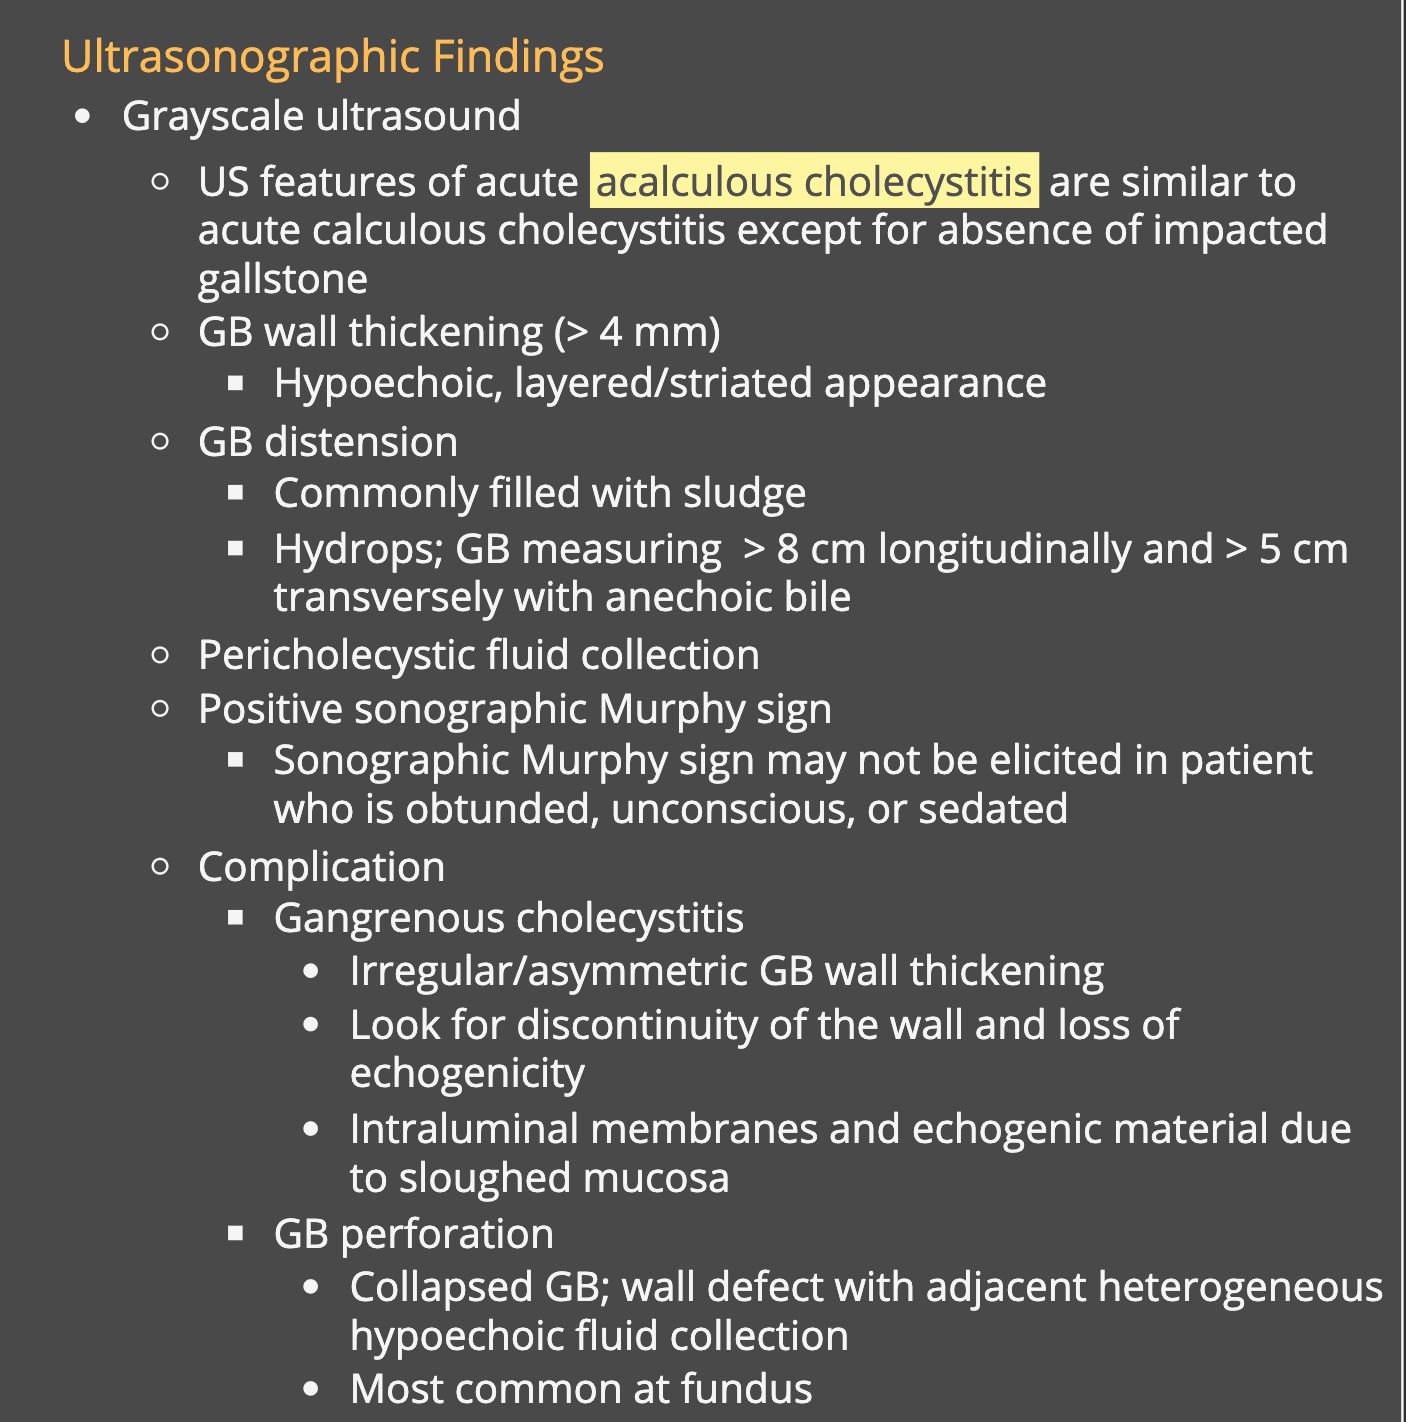 Ultrasonographic Findings
• Grayscale ultrasound
○ US features of acute acalculous cholecystitis are similar to
acute calculous cholecystitis except for absence of impacted
gallstone
○ GB wall thickening (> 4 mm)
▪ Hypoechoic, layered/striated appearance
○ GB distension
▪ Commonly filled with sludge
▪ Hydrops; GB measuring  > 8 cm longitudinally and > 5 cm
transversely with anechoic bile
○ Pericholecystic fluid collection
○ Positive sonographic Murphy sign
▪ Sonographic Murphy sign may not be elicited in patient
who is obtunded, unconscious, or sedated
○ Complication
▪ Gangrenous cholecystitis
• Irregular/asymmetric GB wall thickening
• Look for discontinuity of the wall and loss of
echogenicity
• Intraluminal membranes and echogenic material due
to sloughed mucosa
▪ GB perforation
• Collapsed GB; wall defect with adjacent heterogeneous
hypoechoic fluid collection
• Most common at fundus